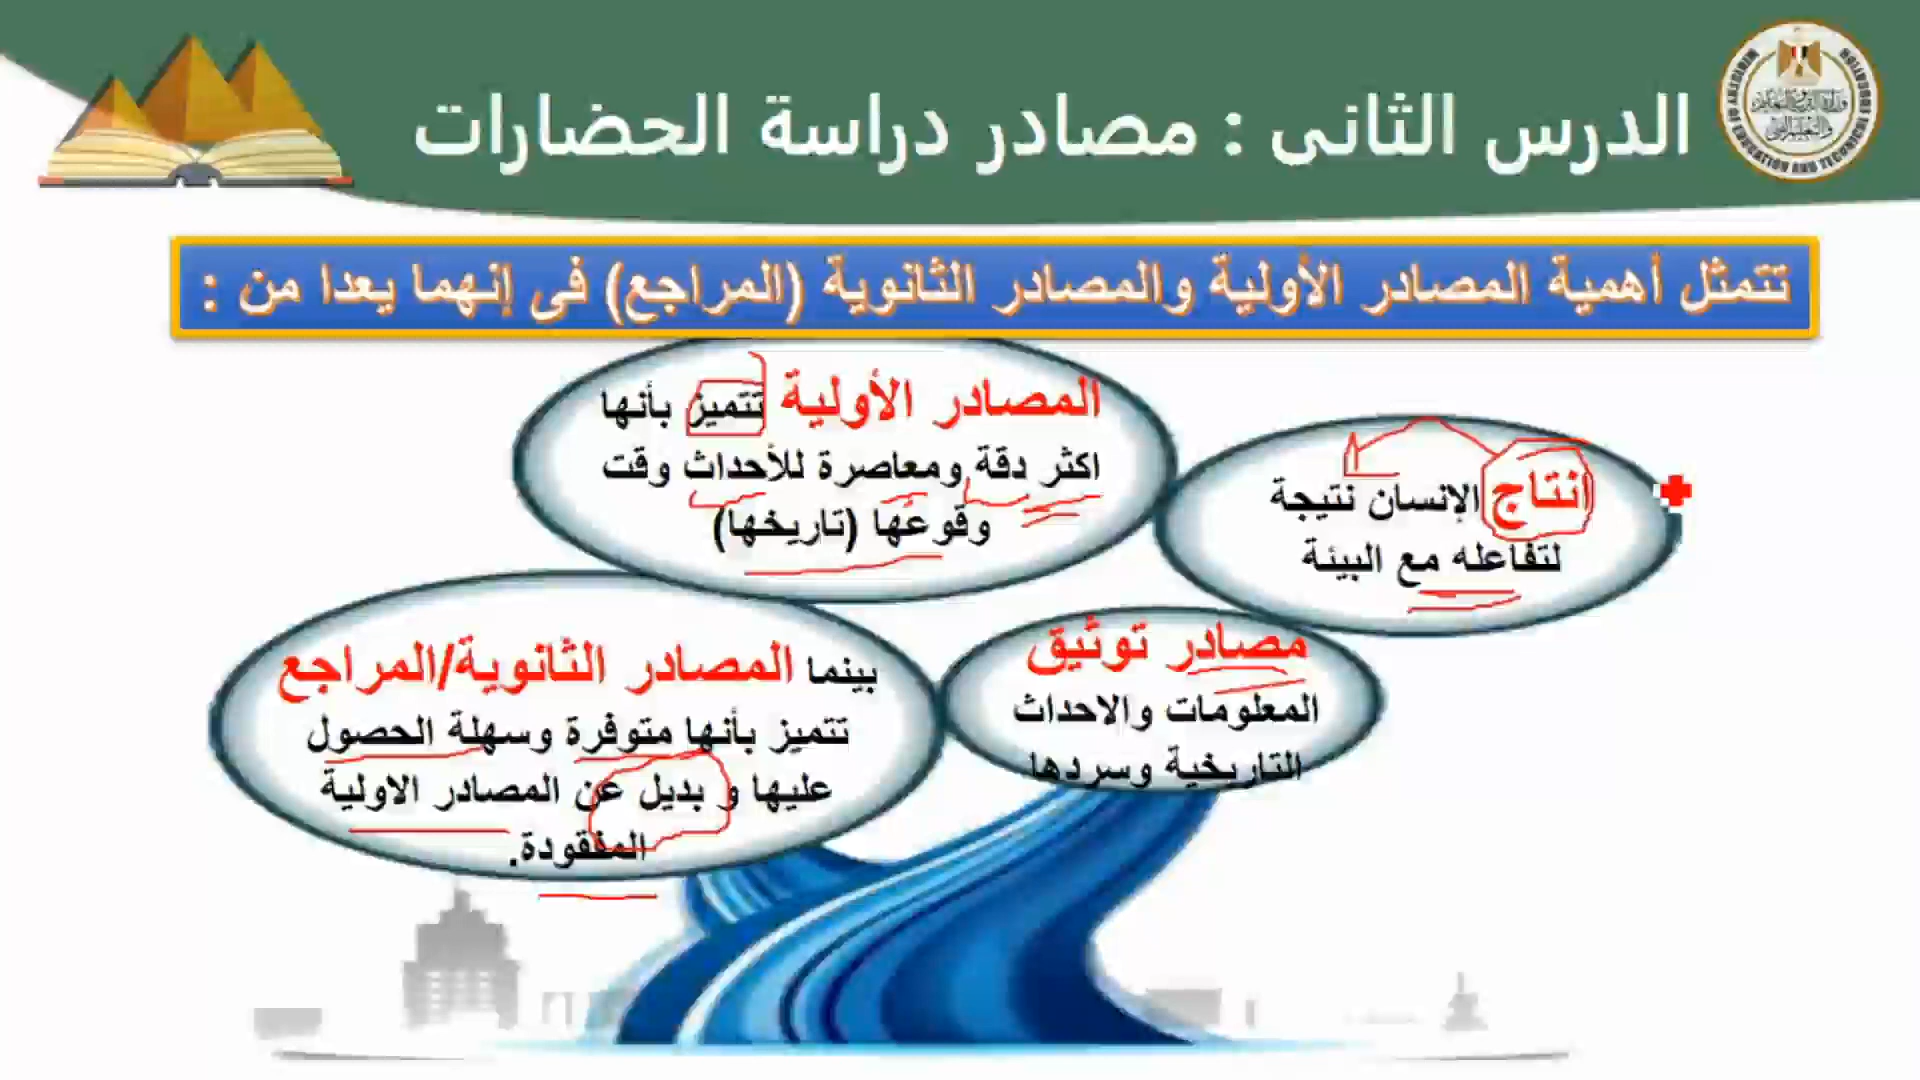 الدرس الثانى : مصادر دراسة الحضارات
تتمثل أهمية المصادر الأولية والمصادر الثانوية (المراجع) فى إنهما يعدا من :
انتاج الإنسان نتيجة
لتفاعله مع البيئة
المصادر الأولية تتميز بأنها
اكثر دقة ومعاصرة للأحداث وقت
وقوعها (تاريخها)
مصادر توثيق
المعلومات والاحداث
التاريخية وسردها
بينما المصادر الثانوية/المراجع
تتميز بأنها متوفرة وسهلة الحصول
عليها و بديل عن المصادر الاولية
المفقودة.